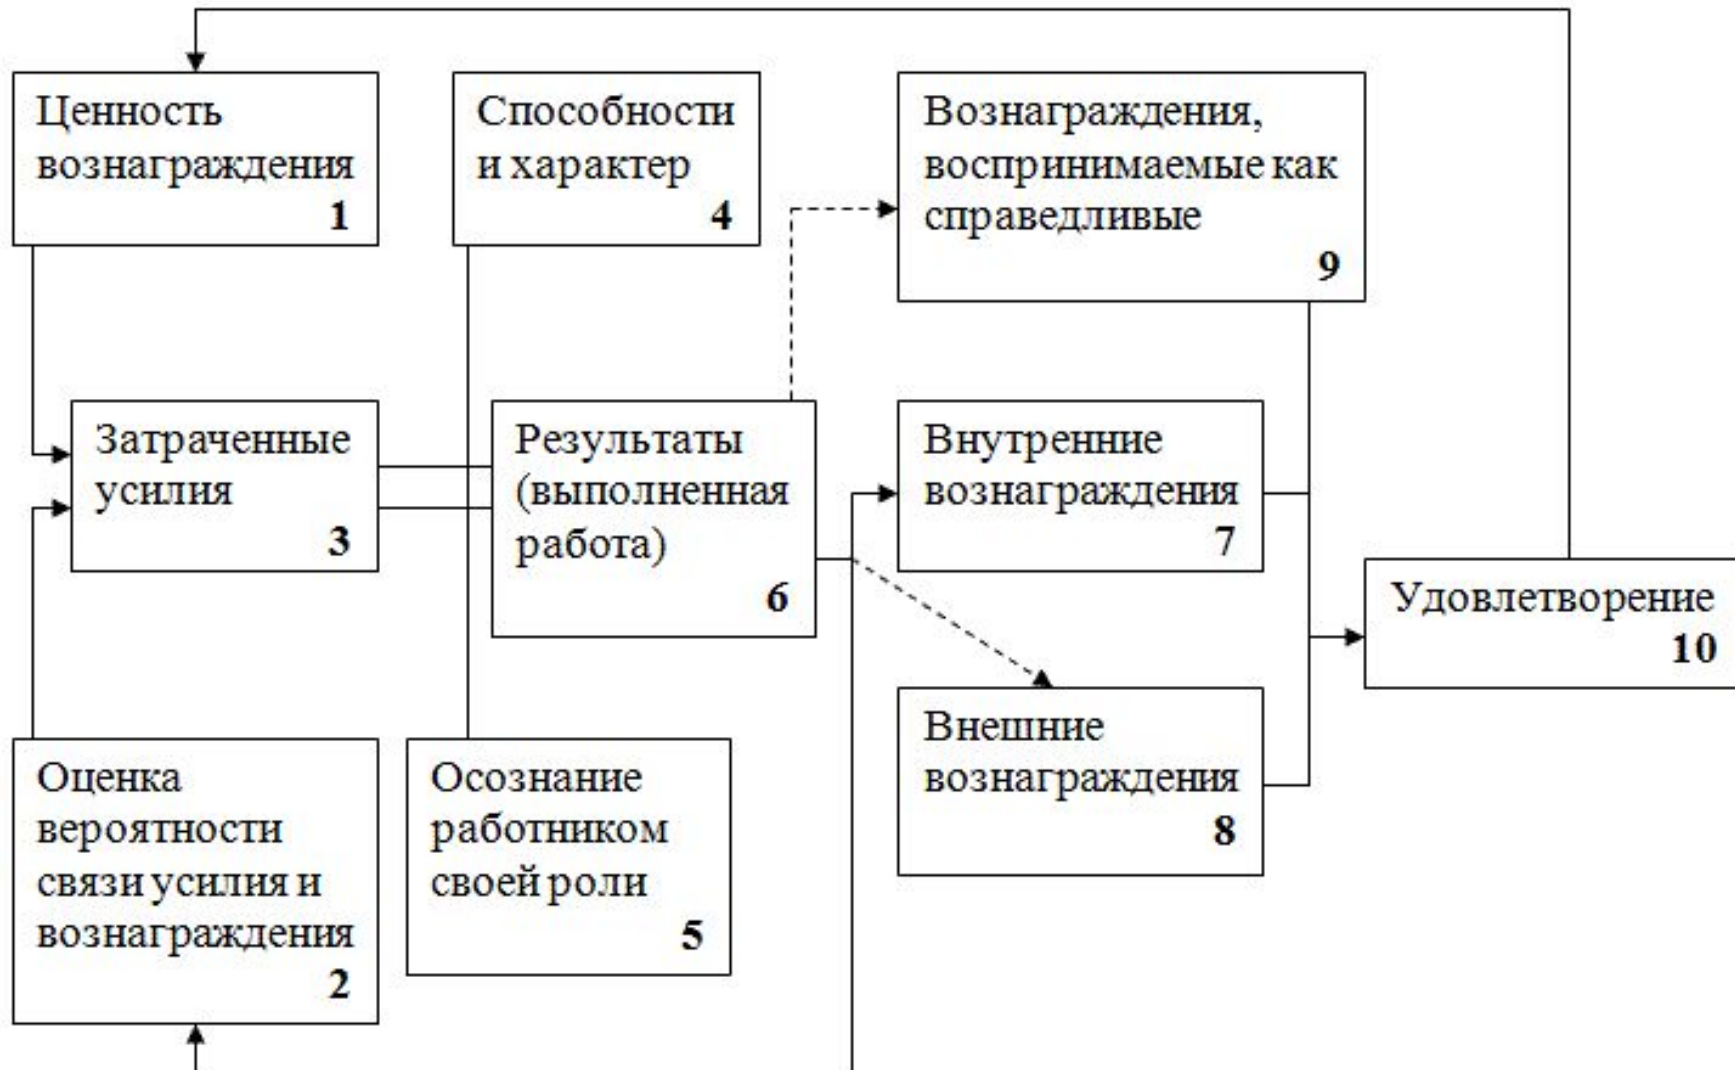 Ценность
вознаграждения
1
Способности
и характер
4
Вознаграждения,
воспринимаемые как
справедливые
9
Затраченные
усилия
3
Результаты
(выполненная
работа)
6
Внутренние
вознаграждения
7
Удовлетворение
10
Оценка
вероятности
связи усилия и
вознаграждения
2
Осознание
работником
своей роли
5
Внешние
вознаграждения
8